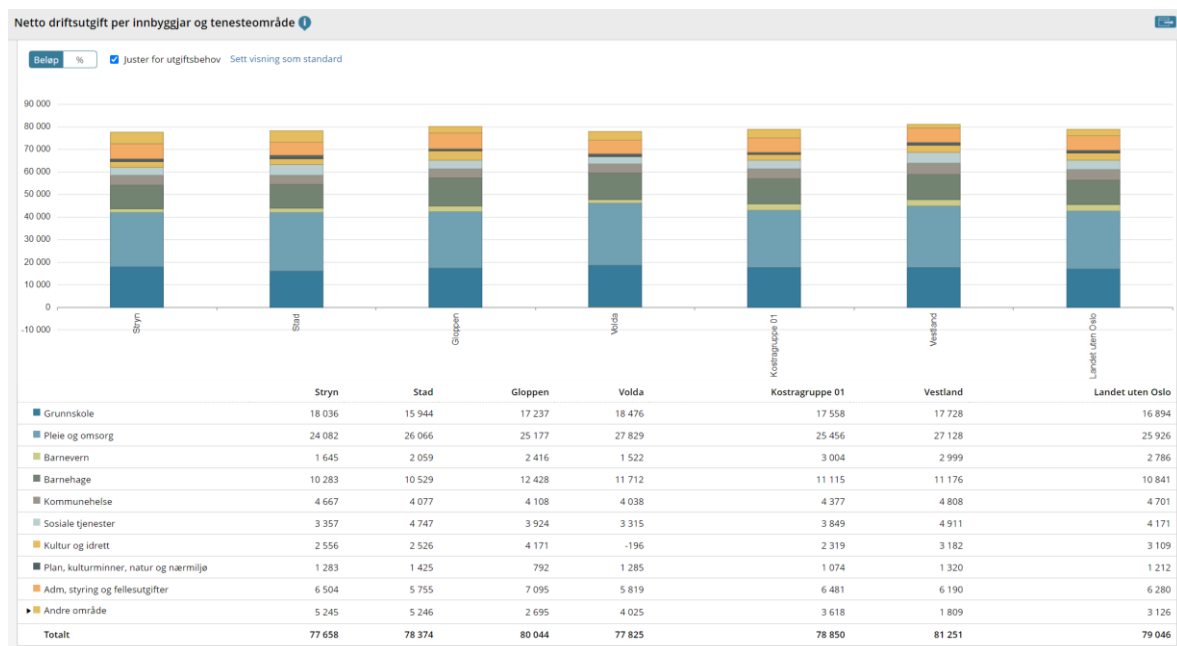 Netto driftsutgift per innbyggjar og tenesteområde i
Beløp % Juster for utgiftsbehov Sett visning som standard
90 000
80 000
70 000
60 000
50 000
40 000
30 000
20 000
10 000
0
-10 000
Stryn Stad Gloppen Volda Kostragruppe 01 Vestland Landet uten Oslo
Stryn Stad Gloppen Volda Kostragruppe 01 Vestland Landet uten Oslo
Grunnskole 18 036 15 944 17 237 18 476 17 558 17 728 16 894
Pleie og omsorg 24 082 26 066 25 177 27 829 25 456 27 128 25 926
Barnevern 1 645 2 059 2 416 1 522 3 004 2 999 2 786
Barnehage 10 283 10 529 12 428 11 712 11 115 11 176 10 841
Kommunehelse 4 667 4 077 4 108 4 038 4 377 4 808 4 701
Sosiale tjenester 3 357 4 747 3 924 3 315 3 849 4 911 4 171
Kultur og idrett 2 556 2 526 4 171 -196 2 319 3 182 3 109
Plan, kulturminner, natur og nærmiljø 1 283 1 425 792 1 285 1 074 1 320 1 212
Adm, styring og fellesutgifter 6 504 5 755 7 095 5 819 6 481 6 190 6 280
Andre område 5 245 5 246 2 695 4 025 3 618 1 809 3 126
Totalt 77 658 78 374 80 044 77 825 78 850 81 251 79 046